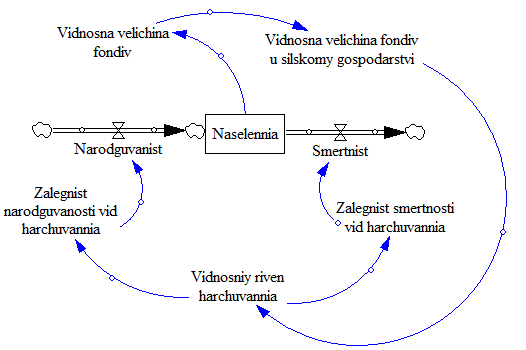 Vidnosna velichina
fondiv
Vidnosna velichina fondiv
u silskomy gospodarstvi
Narodguvanist
Naselennia
Smertnist
Zalegnist
narodguvanosti vid
harchuvannia
Zalegnist smertnosti
vid harchuvannia
Vidnosniy riven
harchuvannia